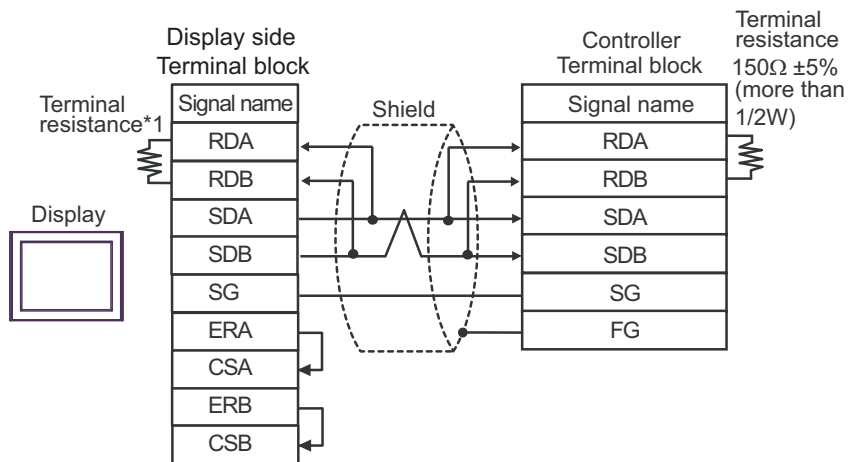 Display side
Terminal block
Terminal
resistance*1
Signal name
RDA
RDB
SDA
SDB
SG
ERA
CSA
ERB
CSB
Display
Shield
Controller
Terminal block
Signal name
RDA
RDB
SDA
SDB
SG
FG
Terminal
resistance
150Ω ±5%
(more than
1/2W)